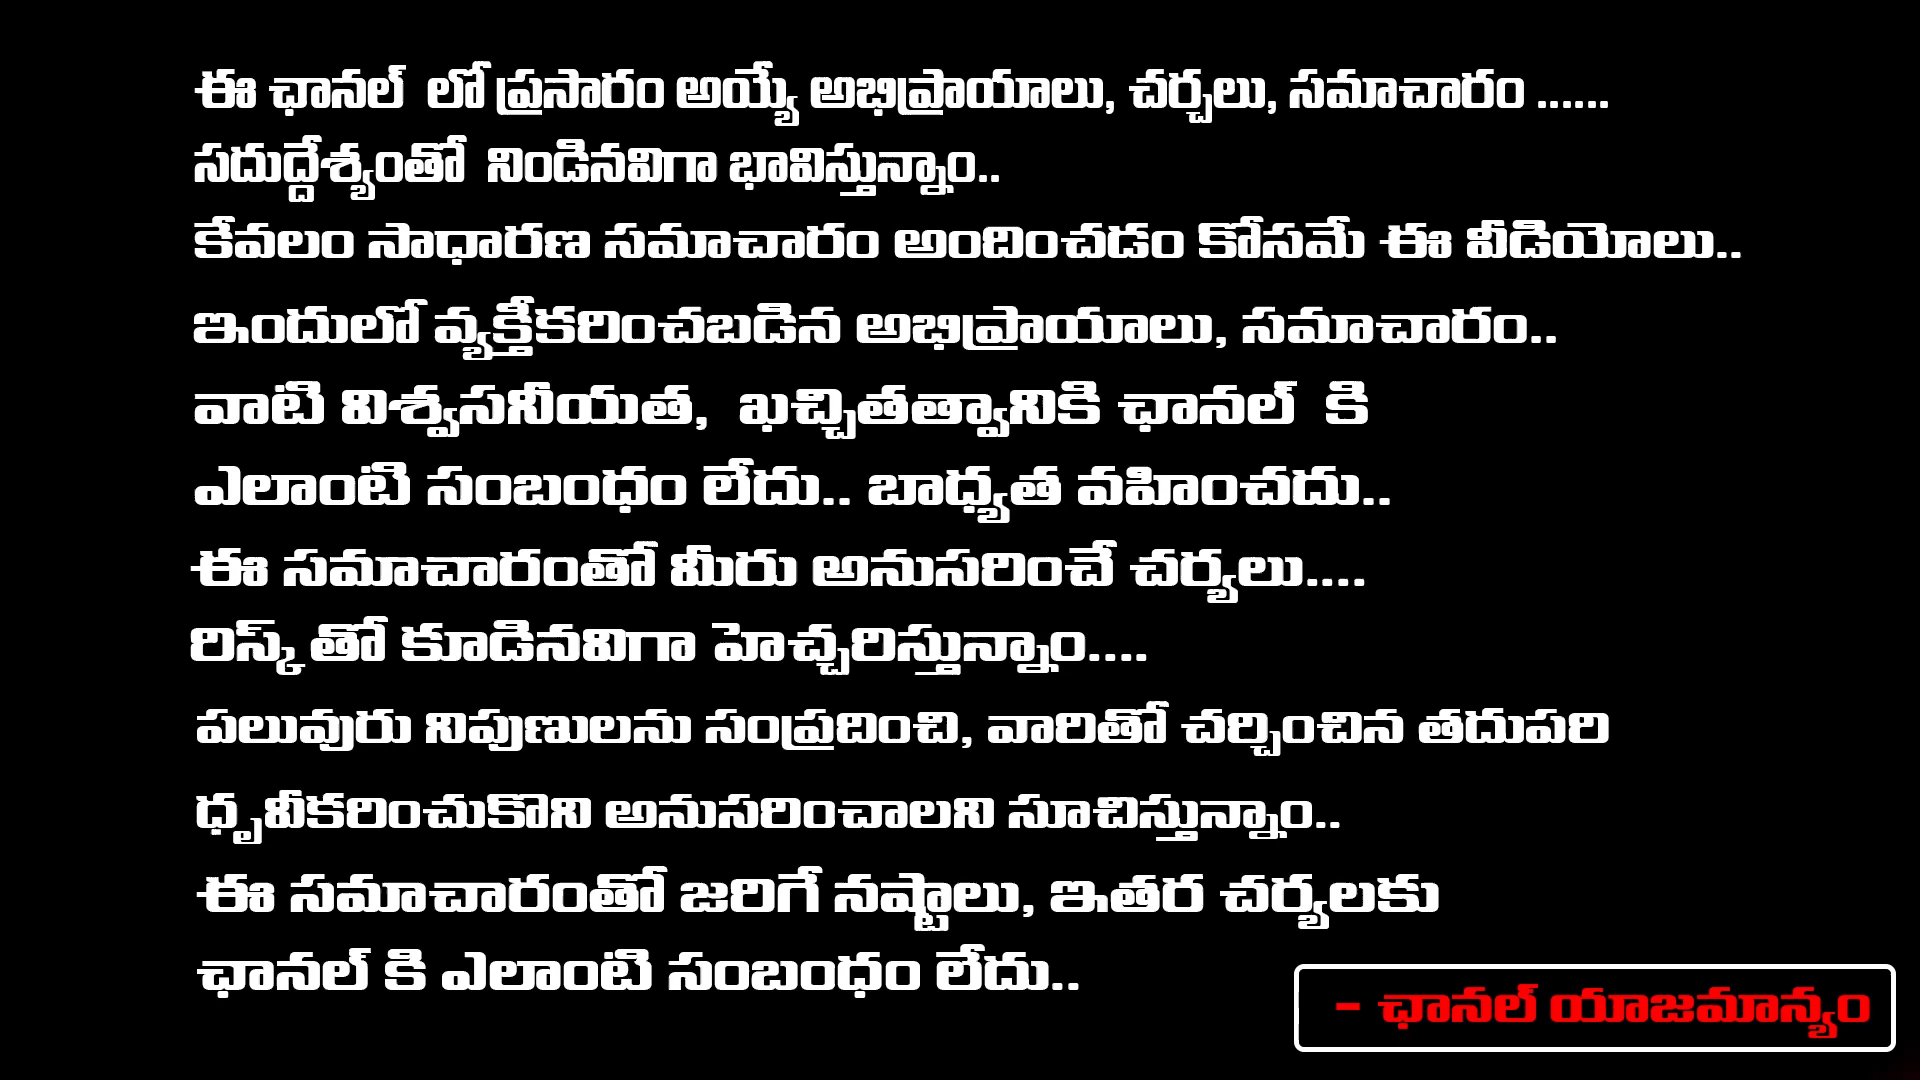 ఈ ఛానల్ లో ప్రసారం అయ్యే అభిప్రాయాలు, చర్చలు, సమాచారం ......
సదుద్దేశ్యంతో నిండినవిగా భావిస్తున్నాం..
కేవలం సాధారణ సమాచారం అందించడం కోసమే ఈ వీడియోలు..
ఇందులో వ్యక్తీకరించబడిన అభిప్రాయాలు, సమాచారం..
వాటి విశ్వసనీయత, ఖచ్చితత్వానికి ఛానల్ కి
ఎలాంటి సంబంధం లేదు.. బాధ్యత వహించదు..
ఈ సమాచారంతో మీరు అనుసరించే చర్యలు....
రిస్క్ తో కూడినవిగా హెచ్చరిస్తున్నాం....
పలువురు నిపుణులను సంప్రదించి, వారితో చర్చించిన తదుపరి
ధృవీకరించుకొని అనుసరించాలని సూచిస్తున్నాం..
ఈ సమాచారంతో జరిగే నష్టాలు, ఇతర చర్యలకు
ఛానల్ కి ఎలాంటి సంబంధం లేదు..
- ఛానల్ యాజమాన్యం